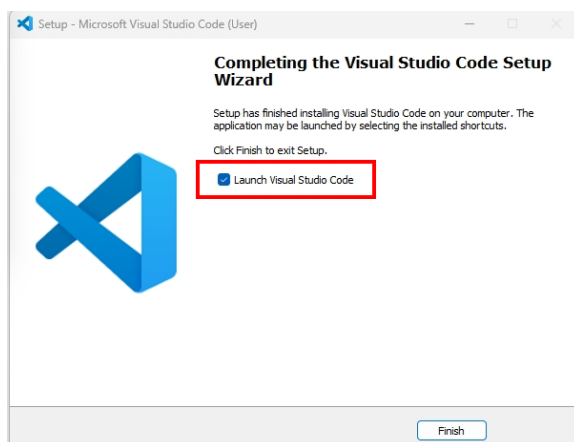 Setup - Microsoft Visual Studio Code (User)
Completing the Visual Studio Code Setup
Wizard
Setup has finished installing Visual Studio Code on your computer. The
application may be launched by selecting the installed shortcuts.
Click Finish to exit Setup.
Launch Visual Studio Code
Finish